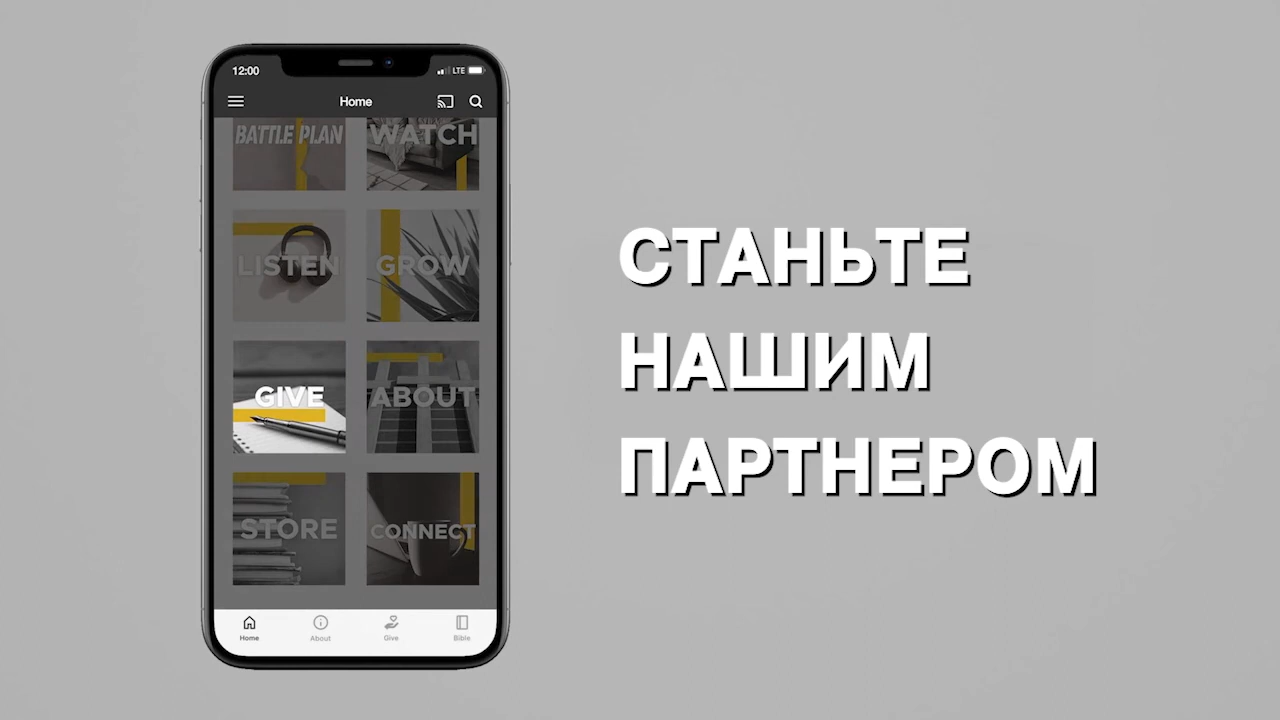 12:00
LTE
Home
BATTLE PLAN
WATCH
LISTEN
GROW
GIVE
ABOUT
STORE
CONNECT
Home
About
Give
Bible
СТАНЬТЕ
НАШИМ
ПАРТНЕРОМ